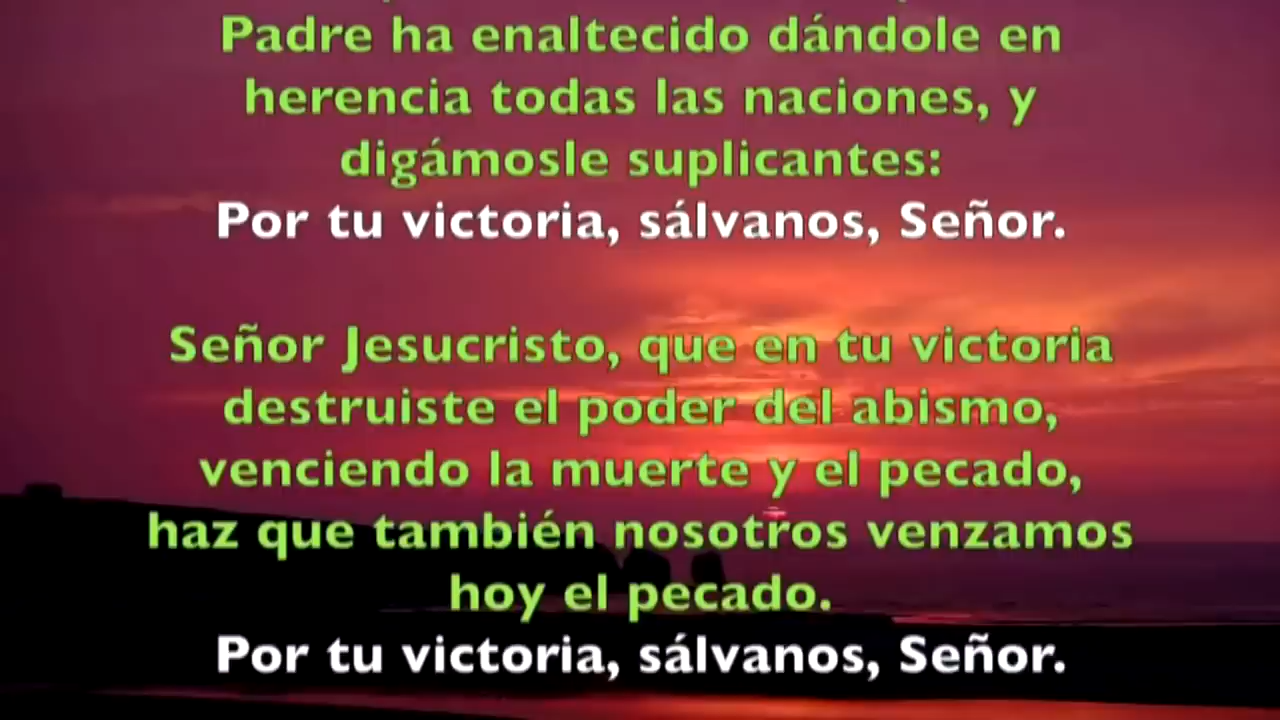 Padre ha enaltecido dándole en
herencia todas las naciones, y
digámosle suplicantes:
Por tu victoria, sálvanos, Señor.
Señor Jesucristo, que en tu victoria
destruiste el poder del abismo,
venciendo la muerte y el pecado,
haz que también nosotros venzamos
hoy el pecado.
Por tu victoria, sálvanos, Señor.